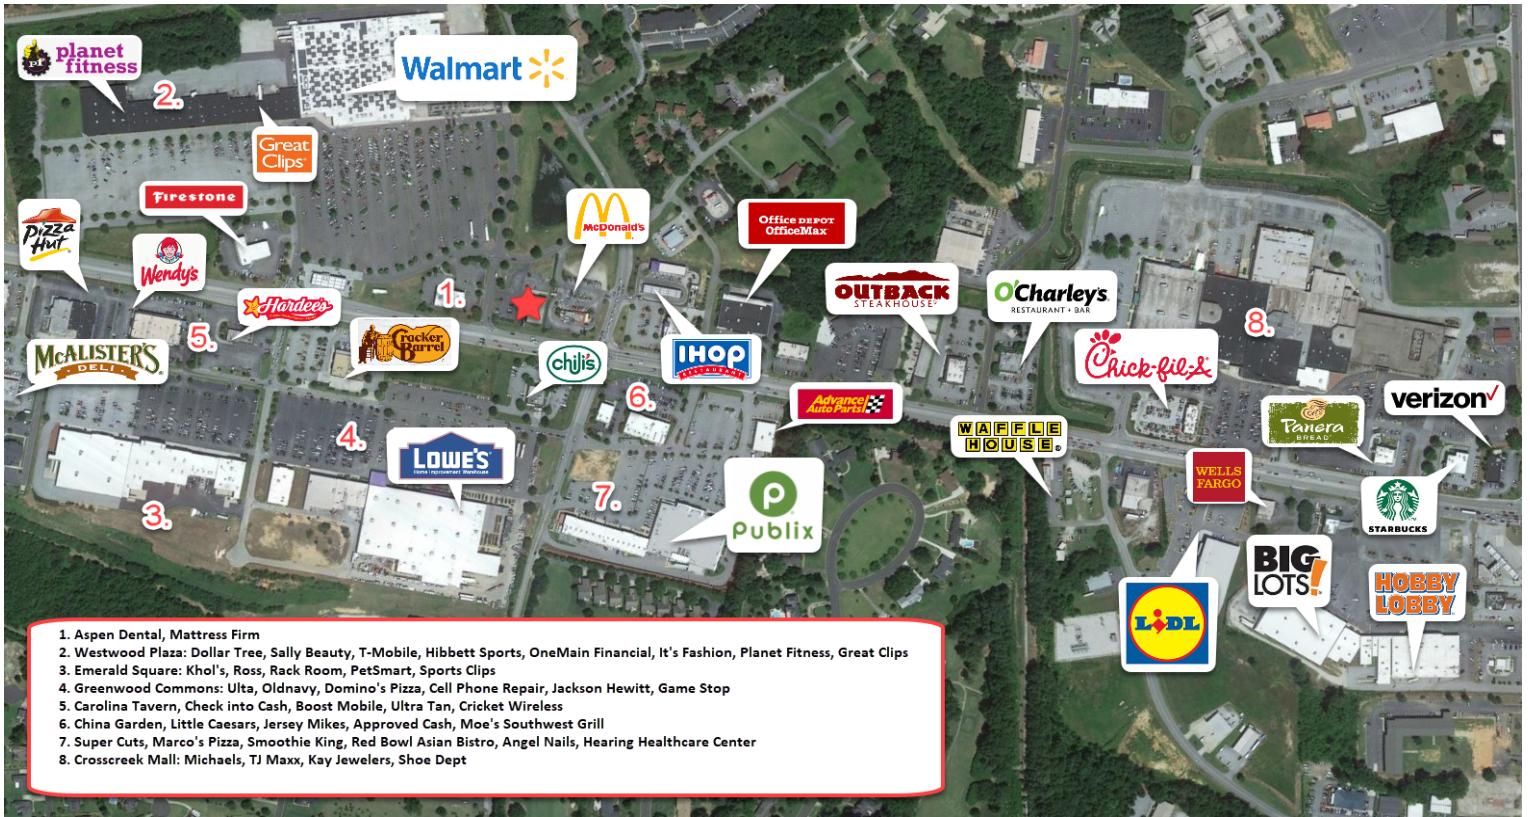 planet
fitness
Walmart
2.
Great
Clips
Firestone
Pizza
Hut
Wendy's
McDonald's
Office DEPOT
OfficeMax
1.
Hardee's
5.
Cracker
Barrel
McALISTER'S
DELI
chili's
IHOP
RESTAURANT
OUTBACK
STEAKHOUSE
O'Charley's
RESTAURANT + BAR
8.
Chick-fil-A
6.
Advance
Auto Parts
verizon
Panera
BREAD
WAFFLE
HOUSE
4.
LOWE'S
Home Improvement Warehouse
WELLS
FARGO
STARBUCKS
3.
7.
Publix
BIG
LOTS!
HOBBY
LOBBY
LIDL
1. Aspen Dental, Mattress Firm
2. Westwood Plaza: Dollar Tree, Sally Beauty, T-Mobile, Hibbett Sports, OneMain Financial, It's Fashion, Planet Fitness, Great Clips
3. Emerald Square: Khol's, Ross, Rack Room, PetSmart, Sports Clips
4. Greenwood Commons: Ulta, Oldnavy, Domino's Pizza, Cell Phone Repair, Jackson Hewitt, Game Stop
5. Carolina Tavern, Check into Cash, Boost Mobile, Ultra Tan, Cricket Wireless
6. China Garden, Little Caesars, Jersey Mikes, Approved Cash, Moe's Southwest Grill
7. Super Cuts, Marco's Pizza, Smoothie King, Red Bowl Asian Bistro, Angel Nails, Hearing Healthcare Center
8. Crosscreek Mall: Michaels, TJ Maxx, Kay Jewelers, Shoe Dept